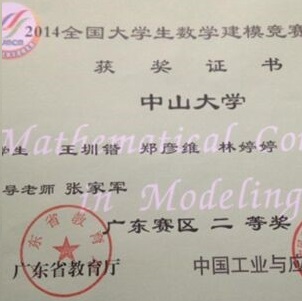 2014全国大学生数学建模竞赛
获奖证书
中山大学
Mathematical Co
学生 王圳锴 郑彦维 林婷婷
导老师 张家军
in Modeling
广东赛区 二 等奖
东省教育
广东省教育厅 中国工业与应